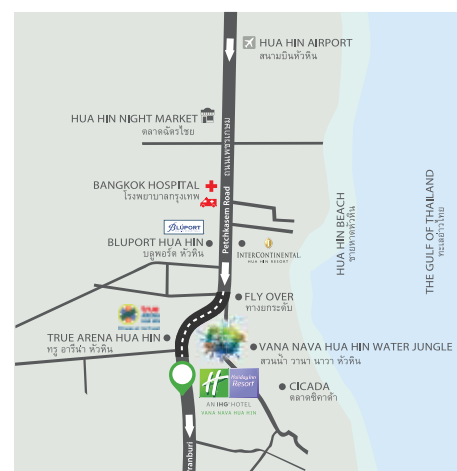 HUA HIN AIRPORT
สนามบินหัวหิน
HUA HIN NIGHT MARKET
ตลาดฉัตรไชย
ถนนเพชรเกษม
Petchkasem Road
BANGKOK HOSPITAL
โรงพยาบาลกรุงเทพ
BLÚPORT
BLUPORT HUA HIN
บลูพอร์ต หัวหิน
INTERCONTINENTAL
HUA HIN RESORT
HUA HIN BEACH
ชายหาดหัวหิน
THE GULF OF THAILAND
ทะเลอ่าวไทย
FLY OVER
ทางยกระดับ
TRUE ARENA HUA HIN
ทรู อารีน่า หัวหิน
VANA NAVA HUA HIN WATER JUNGLE
สวนน้ำ วานา นาวา หัวหิน
H
Holiday Inn
Resort
AN IHG® HOTEL
VANA NAVA HUA HIN
CICADA
ตลาดซิคาด้า
ranburi